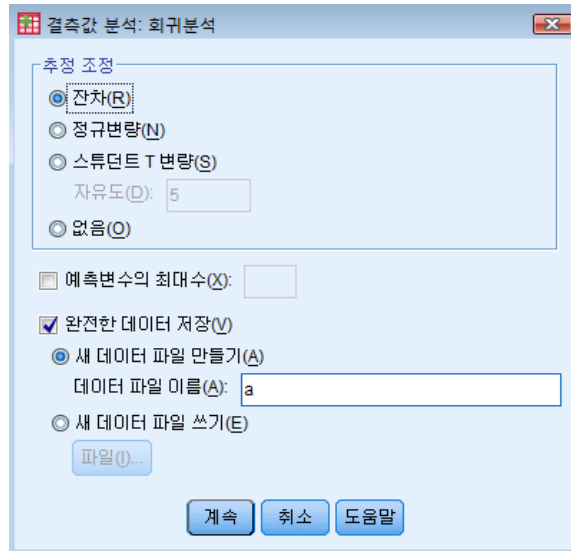 결측값 분석: 회귀분석
추정 조정
잔차(R)
정규변량(N)
스튜던트 T 변량(S)
자유도(D): 5
없음(O)
예측변수의 최대수(X):
완전한 데이터 저장(V)
새 데이터 파일 만들기(A)
데이터 파일 이름(A): a
새 데이터 파일 쓰기(E)
파일(I)...
계속 취소 도움말